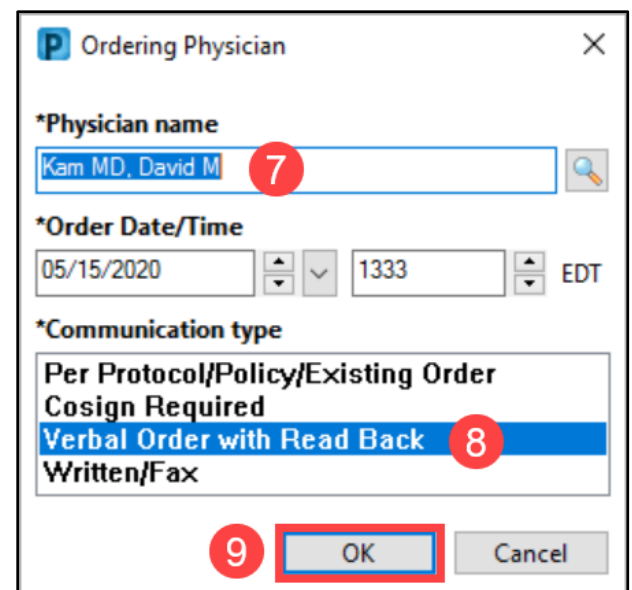 P Ordering Physician
*Physician name
Kam MD, David M 7
*Order Date/Time
05/15/2020 1333 EDT
*Communication type
Per Protocol/Policy/Existing Order
Cosign Required
Verbal Order with Read Back 8
Written/Fax
9 OK Cancel